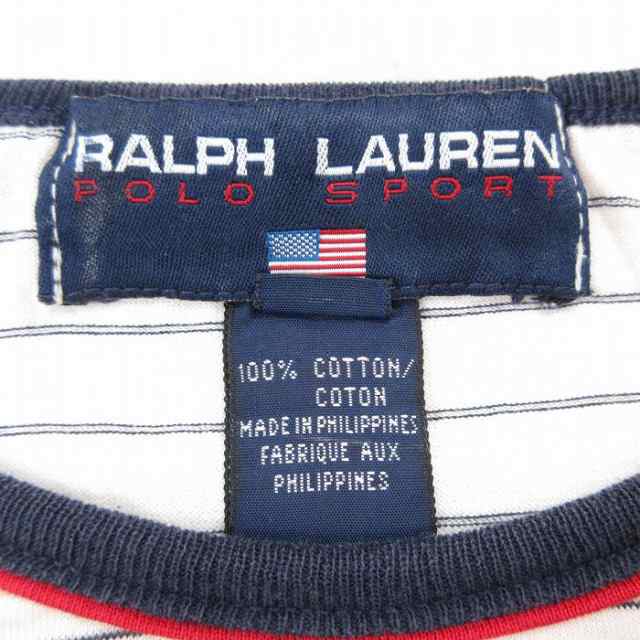 RALPH LAUREN
POLO SPORT
100% COTTON/
COTON
MADE IN PHILIPPINES
FABRIQUE AUX
PHILIPPINES